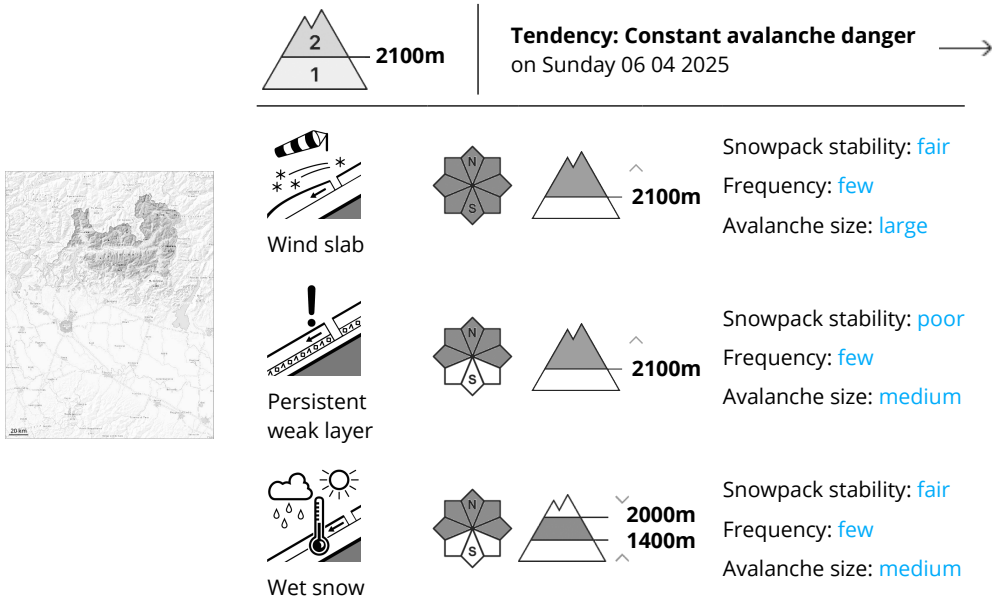 2
2100m
1
Tendency: Constant avalanche danger
on Sunday 06 04 2025
20 km
N
S
2100m
Wind slab
Snowpack stability: fair
Frequency: few
Avalanche size: large
N
S
2100m
Persistent
weak layer
Snowpack stability: poor
Frequency: few
Avalanche size: medium
N
S
2000m
1400m
Wet snow
Snowpack stability: fair
Frequency: few
Avalanche size: medium